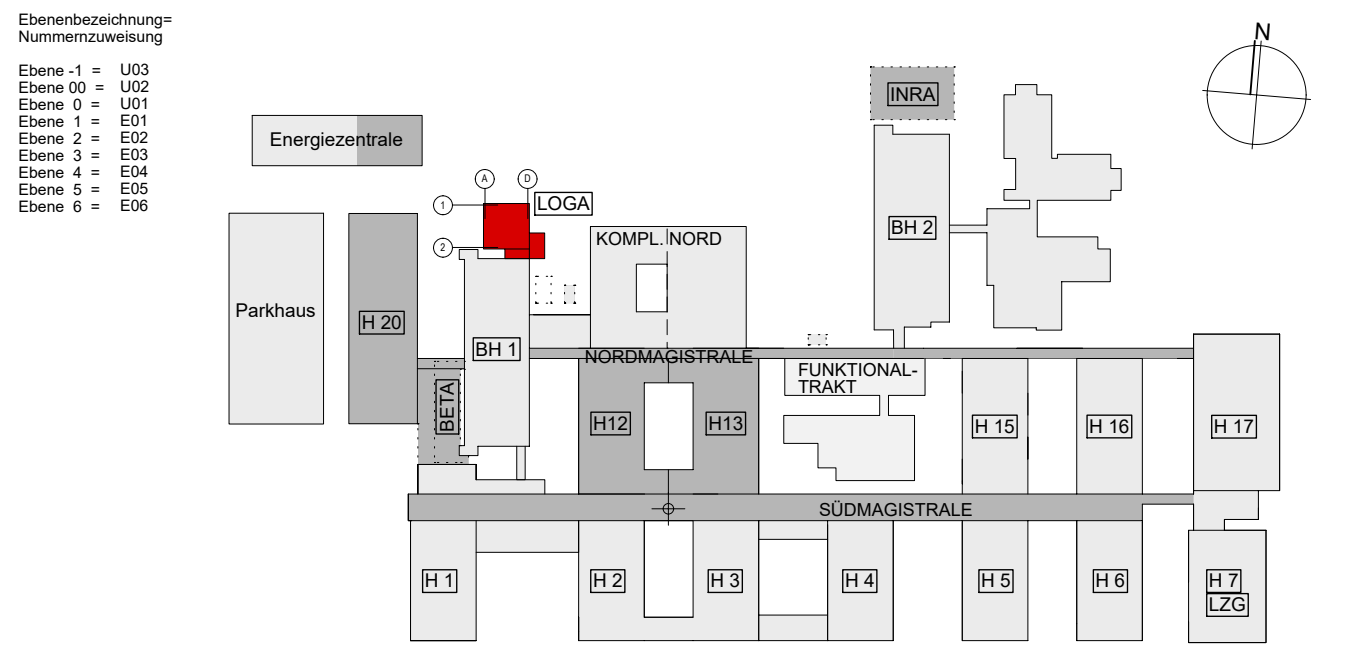 Ebenenbezeichnung=
Nummernzuweisung
Ebene -1 = U03
Ebene 00 = U02
Ebene 0 = U01
Ebene 1 = E01
Ebene 2 = E02
Ebene 3 = E03
Ebene 4 = E04
Ebene 5 = E05
Ebene 6 = E06
N
INRA
Energiezentrale
A D
1
LOGA
2
KOMPL. NORD
BH 2
Parkhaus
H 20
BH 1
NORDMAGISTRALE
FUNKTIONAL-
TRAKT
BETA
H12
H13
H 15
H 16
H 17
SÜDMAGISTRALE
H 1
H 2
H 3
H 4
H 5
H 6
H 7
LZG